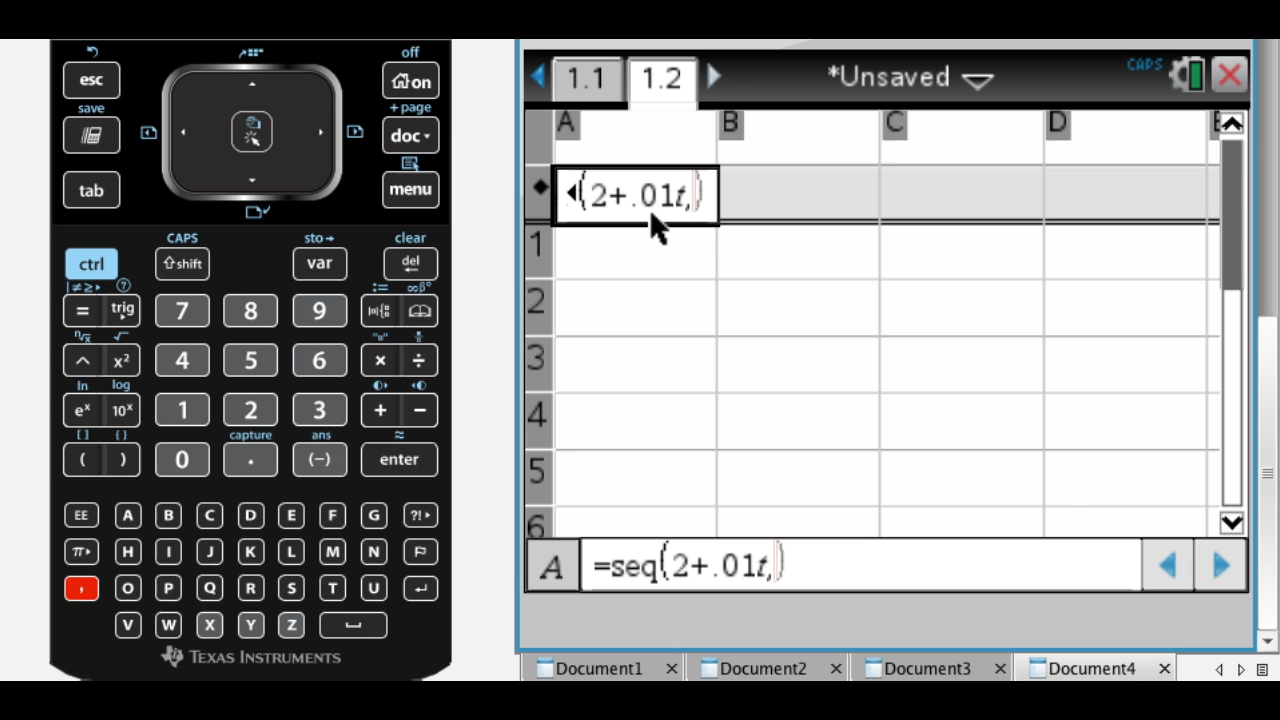 off
esc
on
save
+ page
doc
tab
menu
CAPS
sto→
clear
ctrl
⇧shift
var
del
|≠≥▸
?
:=
∞β°
=
trig
7
8
9
|□|{
ⁿ√x
√
"□"
^
x²
4
5
6
×
÷
ln
log
eˣ
10ˣ
1
2
3
+
−
[ ]
{ }
capture
ans
≈
(
)
0
.
(−)
enter
EE
A
B
C
D
E
F
G
?!▸
π▸
H
I
J
K
L
M
N
,
O
P
Q
R
S
T
U
↵
V
W
X
Y
Z
TEXAS INSTRUMENTS
1.1
1.2
*Unsaved
CAPS
A
B
C
D
E
(2+.01t,)
1
2
3
4
5
6
A
=seq(2+.01t,)
Document1
Document2
Document3
Document4